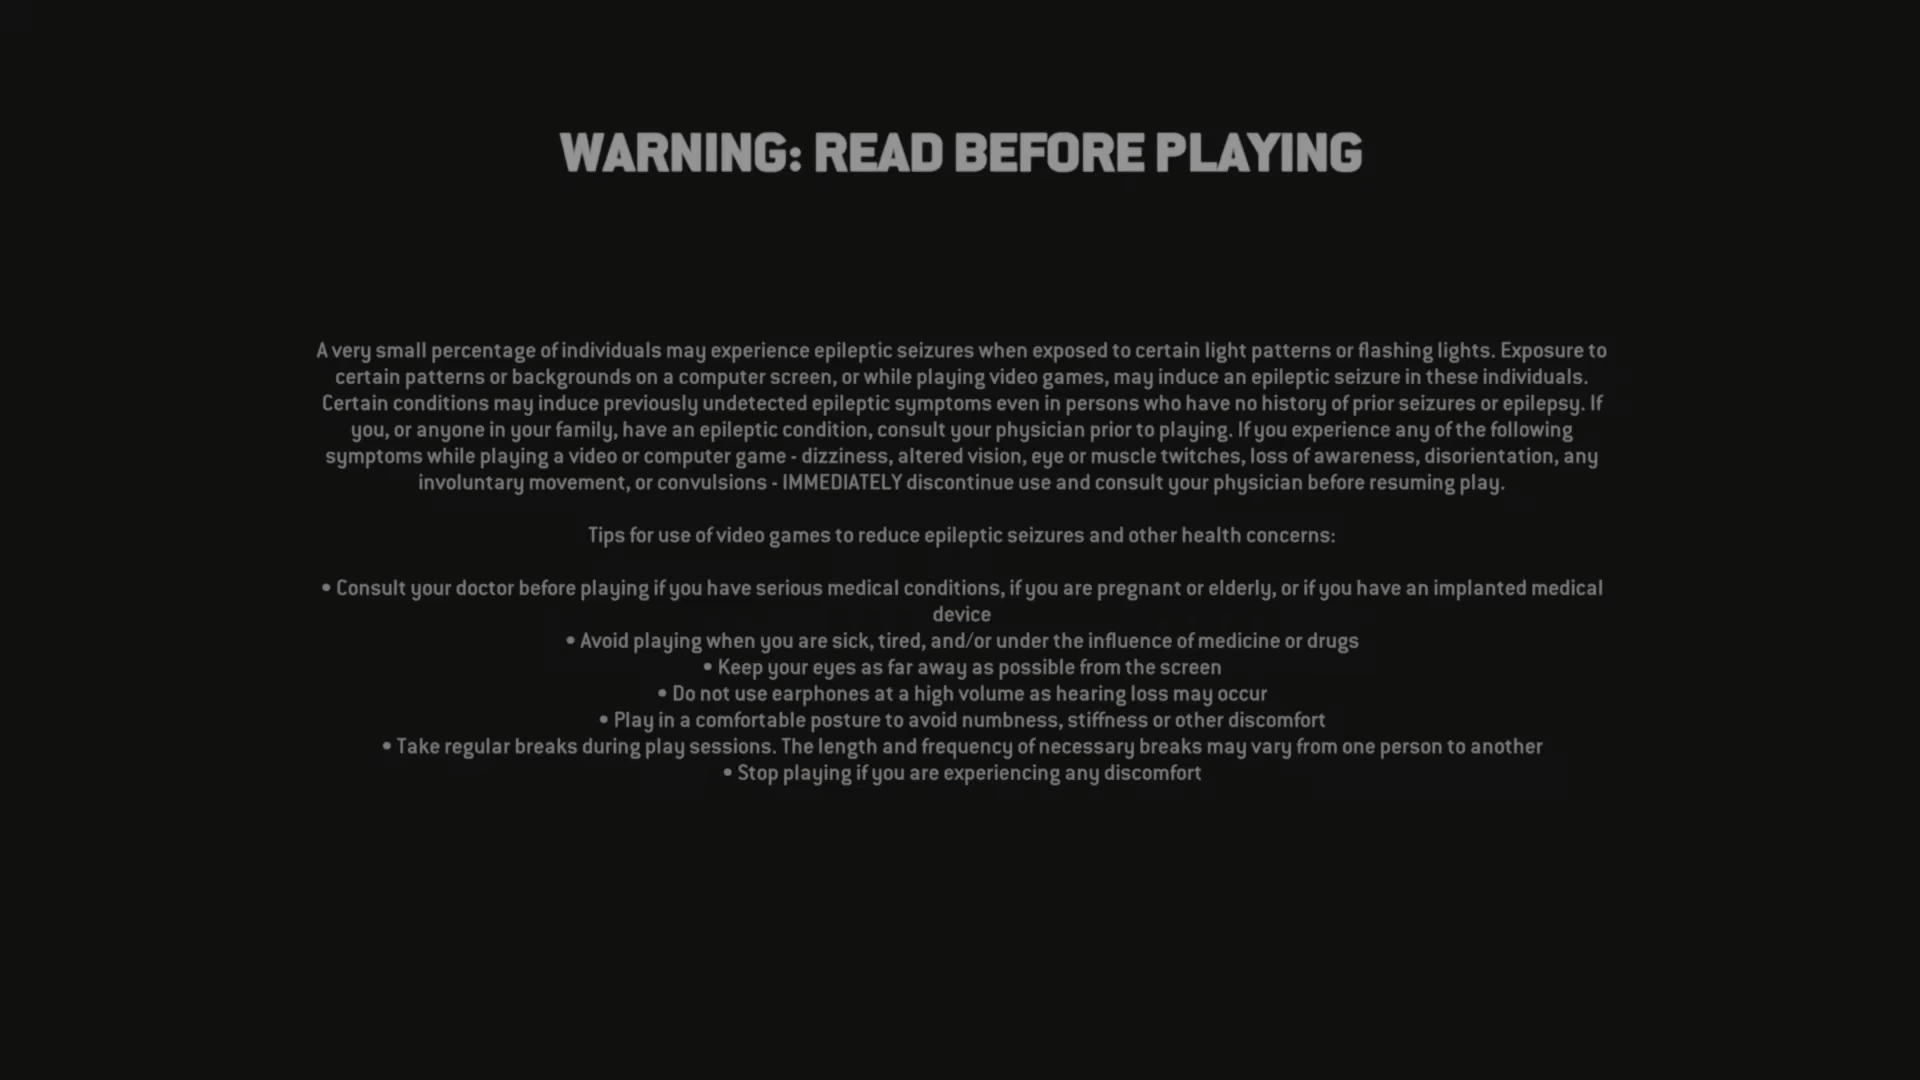 WARNING: READ BEFORE PLAYING
A very small percentage of individuals may experience epileptic seizures when exposed to certain light patterns or flashing lights. Exposure to
certain patterns or backgrounds on a computer screen, or while playing video games, may induce an epileptic seizure in these individuals.
Certain conditions may induce previously undetected epileptic symptoms even in persons who have no history of prior seizures or epilepsy. If
you, or anyone in your family, have an epileptic condition, consult your physician prior to playing. If you experience any of the following
symptoms while playing a video or computer game - dizziness, altered vision, eye or muscle twitches, loss of awareness, disorientation, any
involuntary movement, or convulsions - IMMEDIATELY discontinue use and consult your physician before resuming play.
Tips for use of video games to reduce epileptic seizures and other health concerns:
• Consult your doctor before playing if you have serious medical conditions, if you are pregnant or elderly, or if you have an implanted medical
device
• Avoid playing when you are sick, tired, and/or under the influence of medicine or drugs
• Keep your eyes as far away as possible from the screen
• Do not use earphones at a high volume as hearing loss may occur
• Play in a comfortable posture to avoid numbness, stiffness or other discomfort
• Take regular breaks during play sessions. The length and frequency of necessary breaks may vary from one person to another
• Stop playing if you are experiencing any discomfort